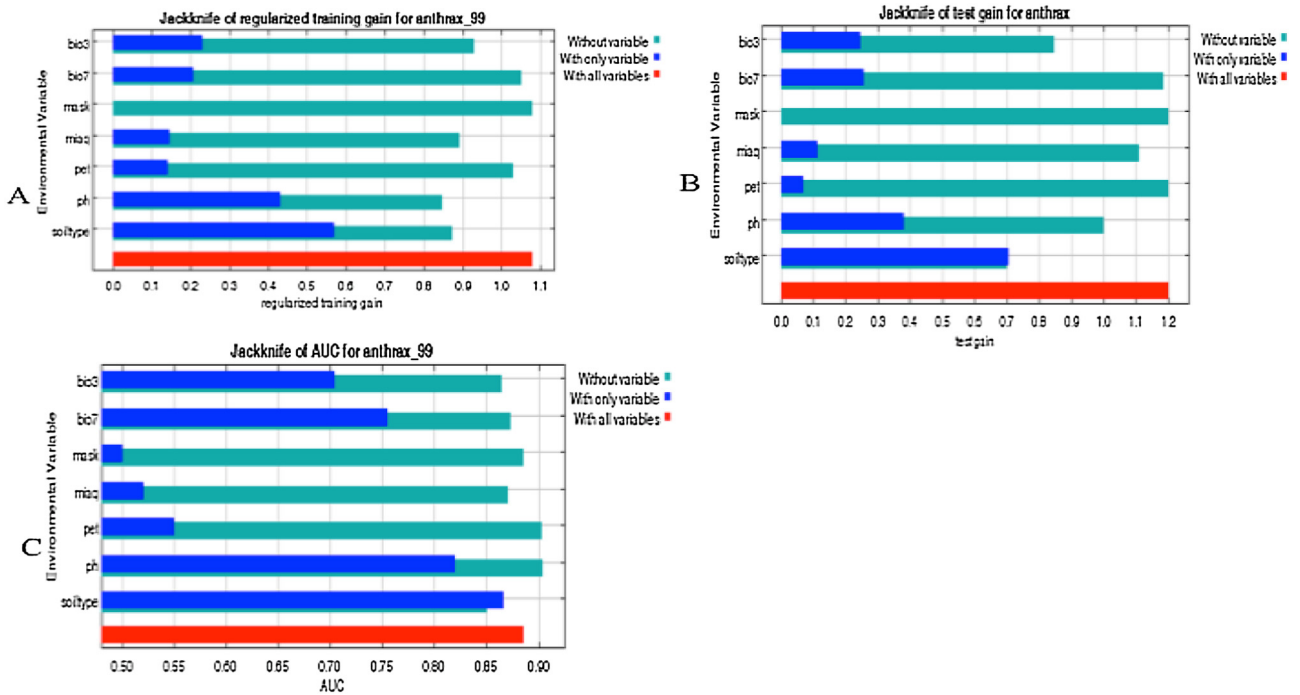 Jackknife of regularized training gain for anthrax_99
bio3
bio7
mask
miaq
pet
ph
soiltype
Environmental Variable
0.0 0.1 0.2 0.3 0.4 0.5 0.6 0.7 0.8 0.9 1.0 1.1
regularized training gain
Without variable
With only variable
With all variables
A
Jackknife of test gain for anthrax
bio3
bio7
mask
miaq
pet
ph
soiltype
Environmental Variable
0.0 0.1 0.2 0.3 0.4 0.5 0.6 0.7 0.8 0.9 1.0 1.1 1.2
test gain
Without variable
With only variable
With all variables
B
Jackknife of AUC for anthrax_99
bio3
bio7
mask
miaq
pet
ph
soiltype
Environmental Variable
0.50 0.55 0.60 0.65 0.70 0.75 0.80 0.85 0.90
AUC
Without variable
With only variable
With all variables
C